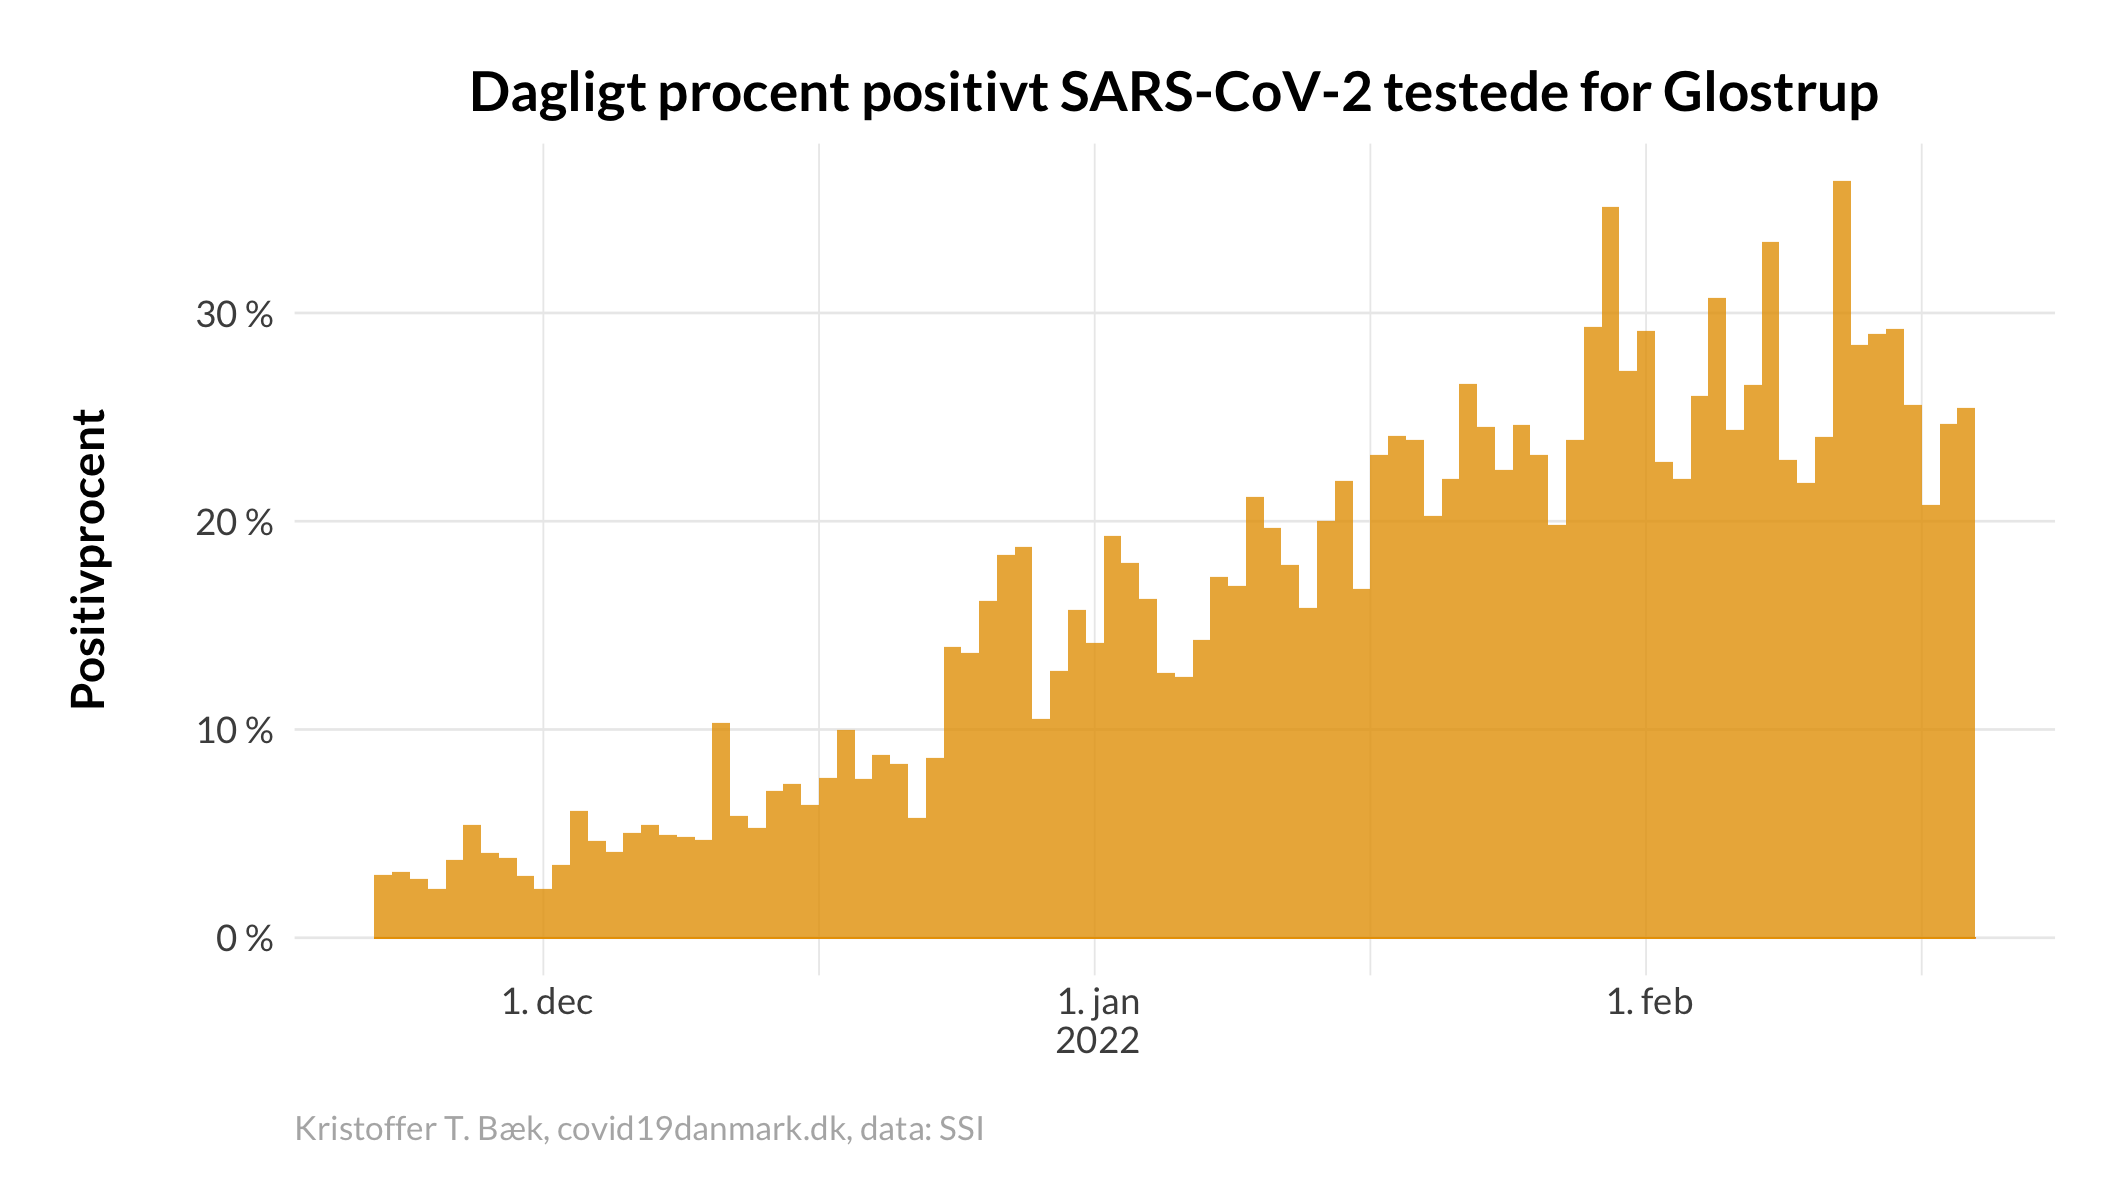 Dagligt procent positivt SARS-CoV-2 testede for Glostrup
Positivprocent
30 %
20 %
10 %
0 %
1. dec
1. jan
2022
1. feb
Kristoffer T. Bæk, covid19danmark.dk, data: SSI